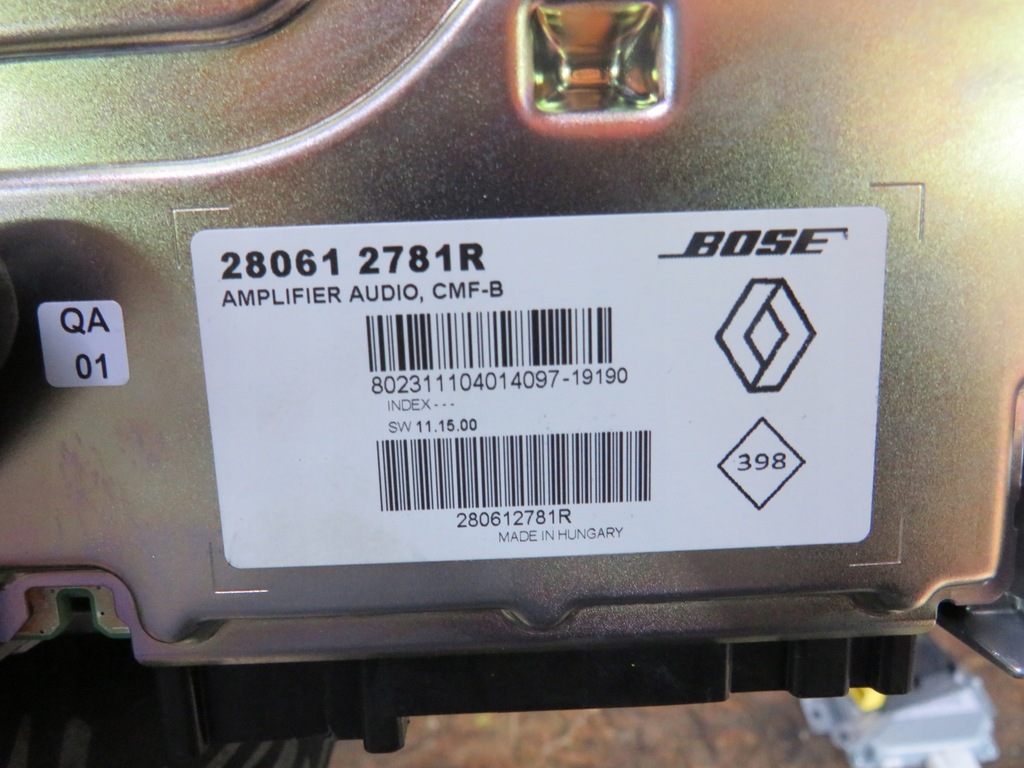 28061 2781R
BOSE
AMPLIFIER AUDIO, CMF-B
QA
01
802311104014097-19190
INDEX - - -
SW 11.15.00
398
280612781R
MADE IN HUNGARY